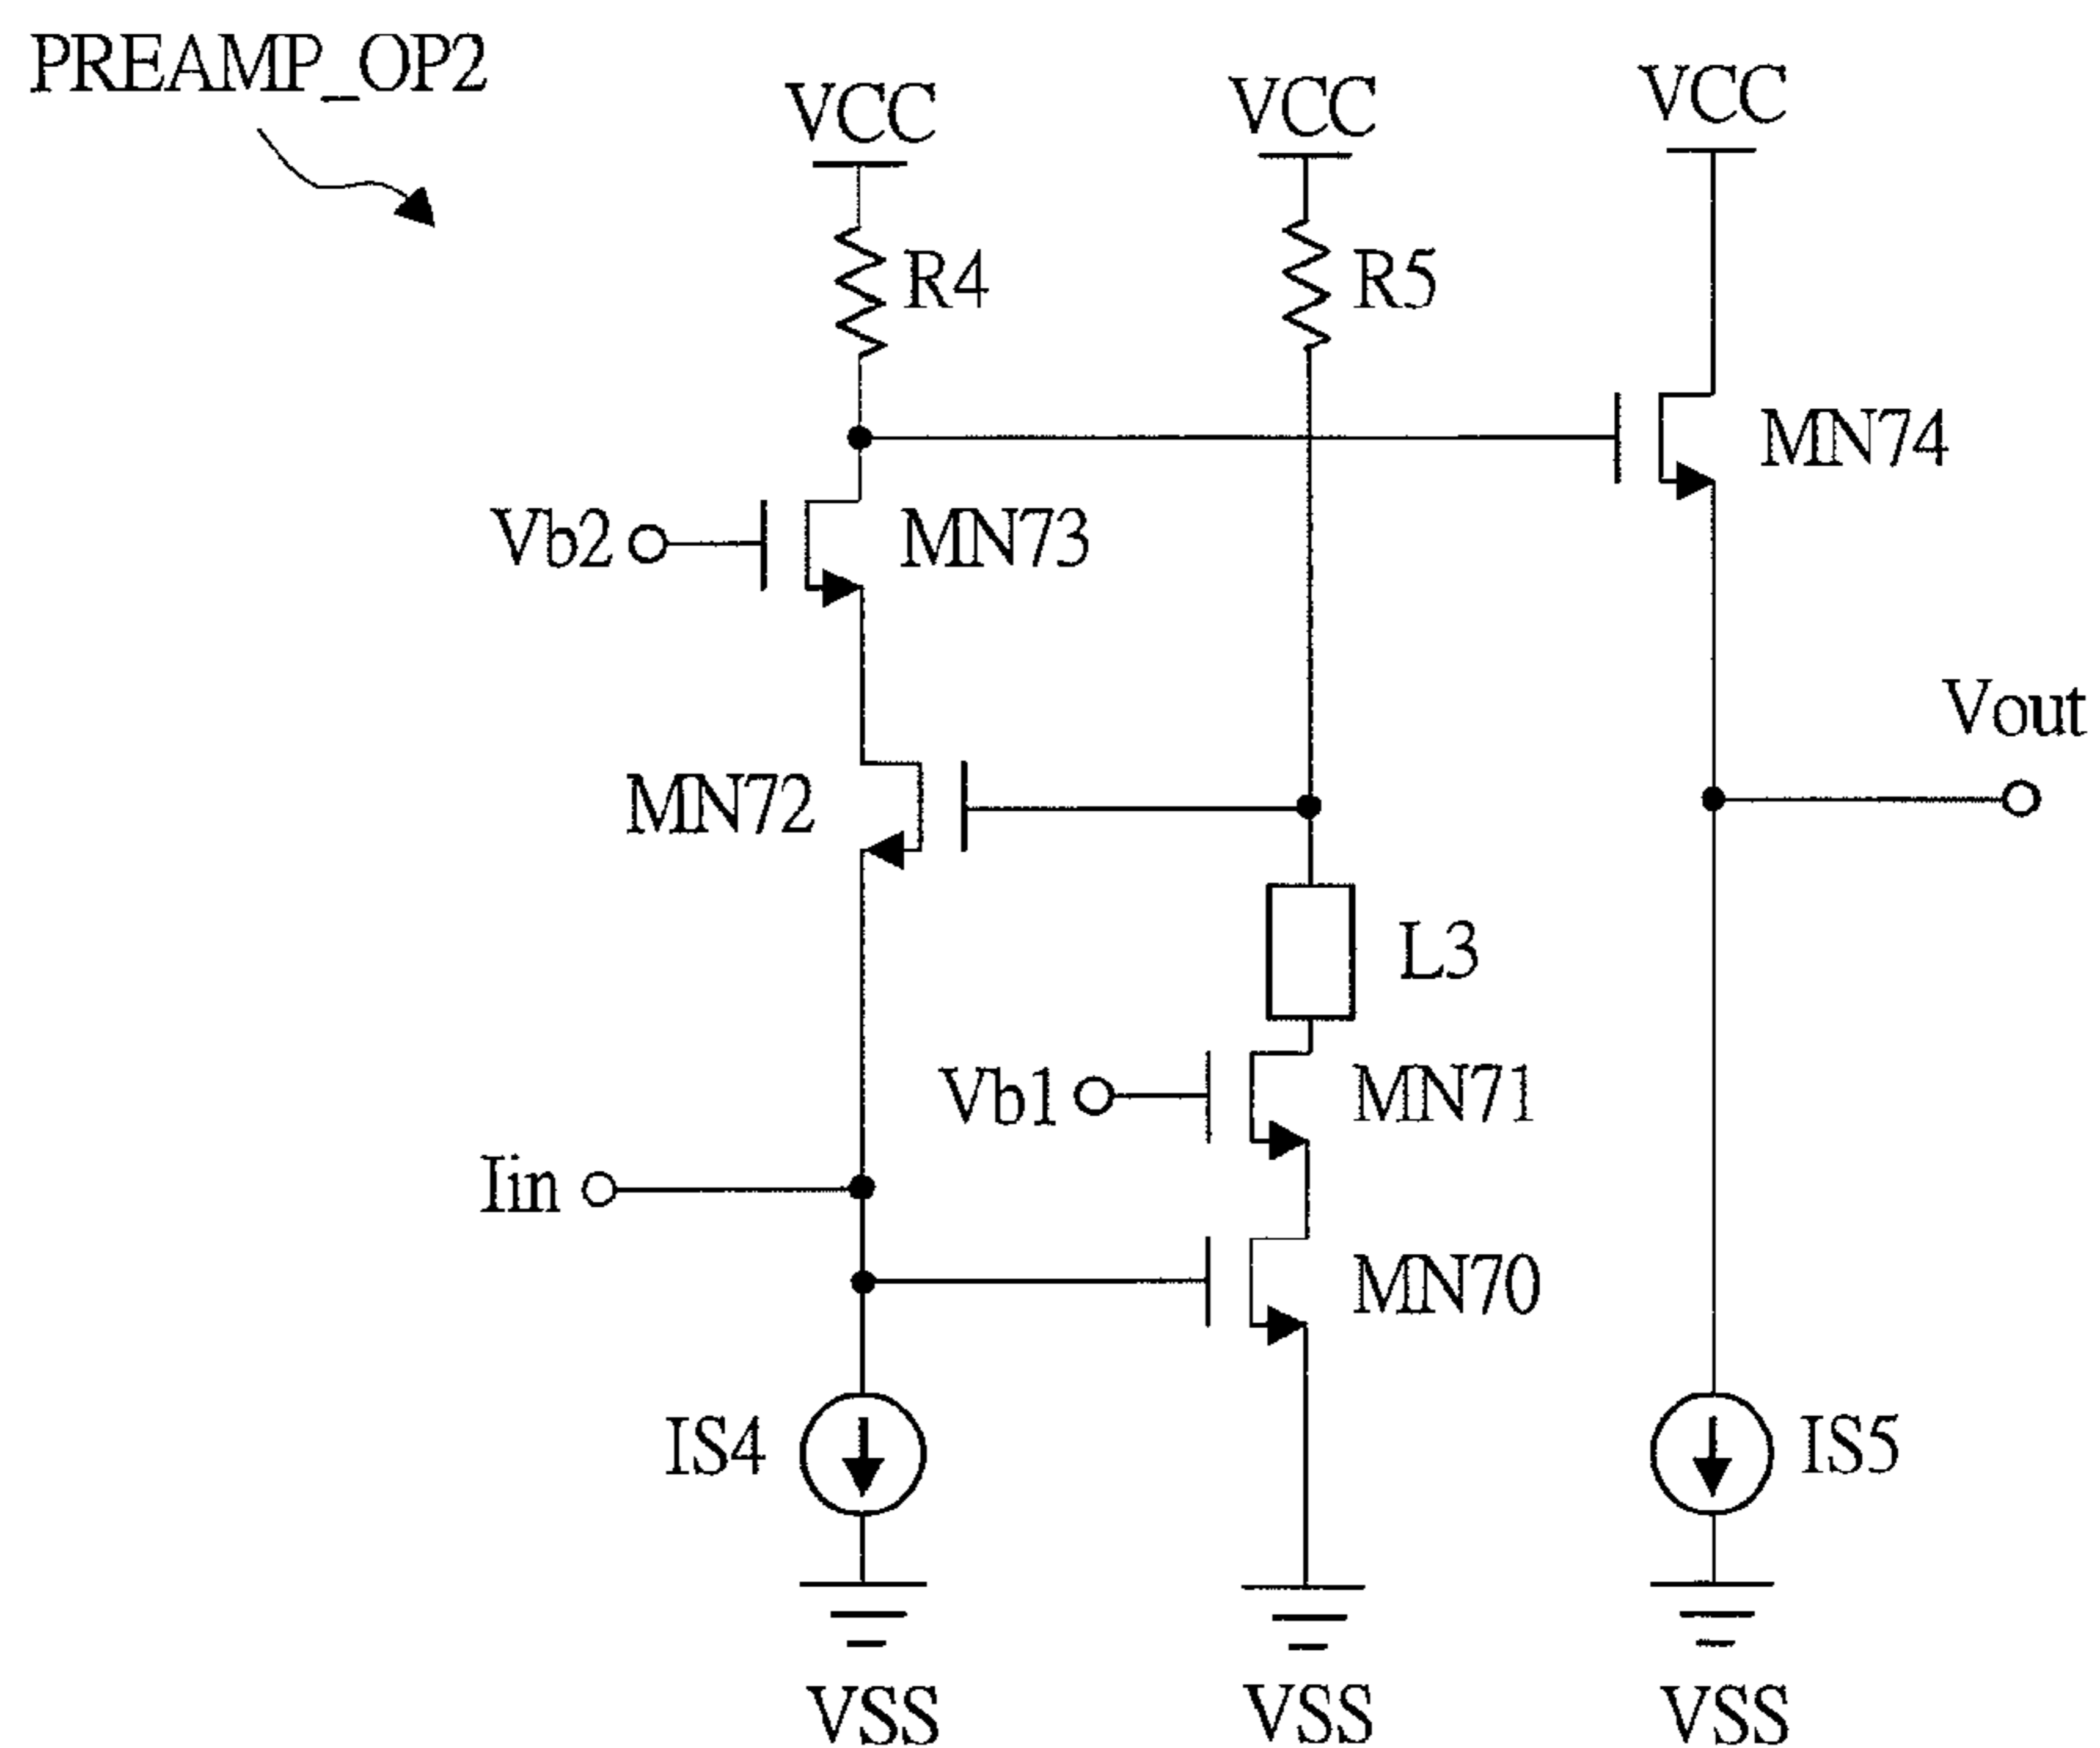 PREAMP_OP2
VCC
VCC
VCC
R4
R5
MN74
Vb2
MN73
Vout
MN72
L3
Vb1
MN71
Iin
MN70
IS4
IS5
VSS
VSS
VSS